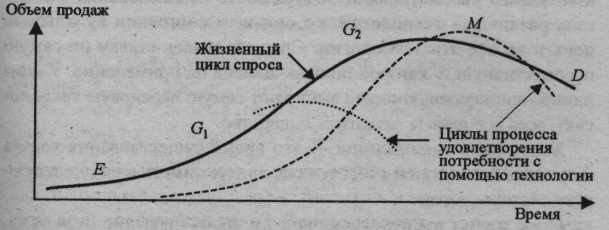 Объем продаж
G₂
M
Жизненный
цикл спроса
D
G₁
Циклы процесса
удовлетворения
потребности с
помощью технологии
E
Время